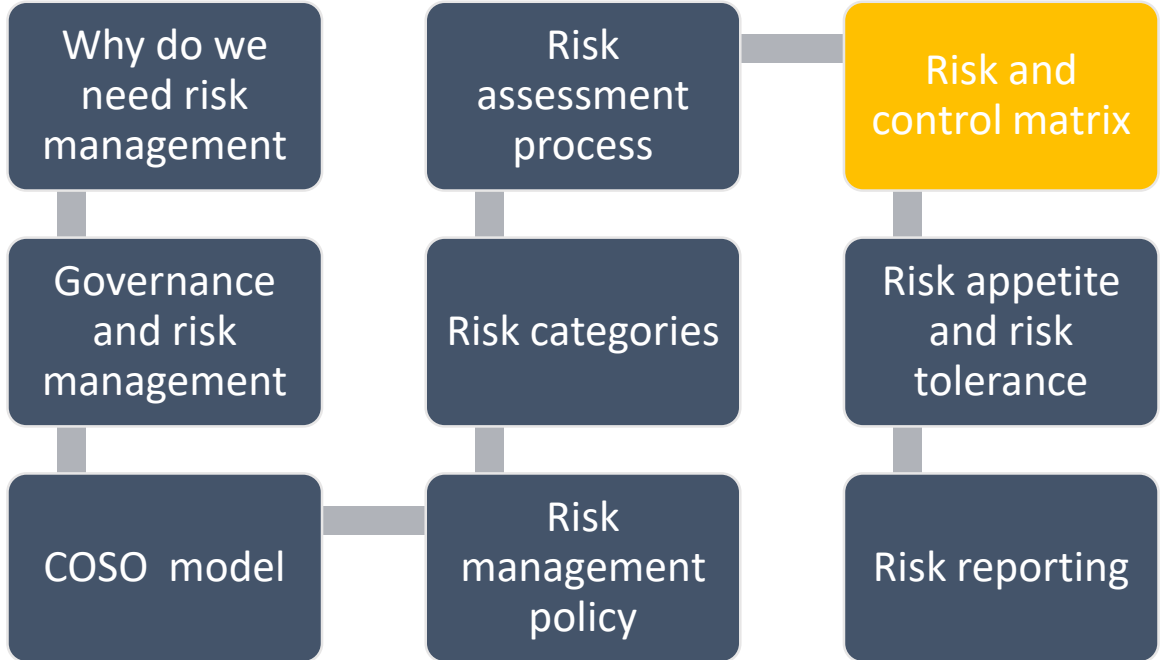 Why do we
need risk
management
Governance
and risk
management
COSO  model
Risk
management
policy
Risk categories
Risk
assessment
process
Risk and
control matrix
Risk appetite
and risk
tolerance
Risk reporting